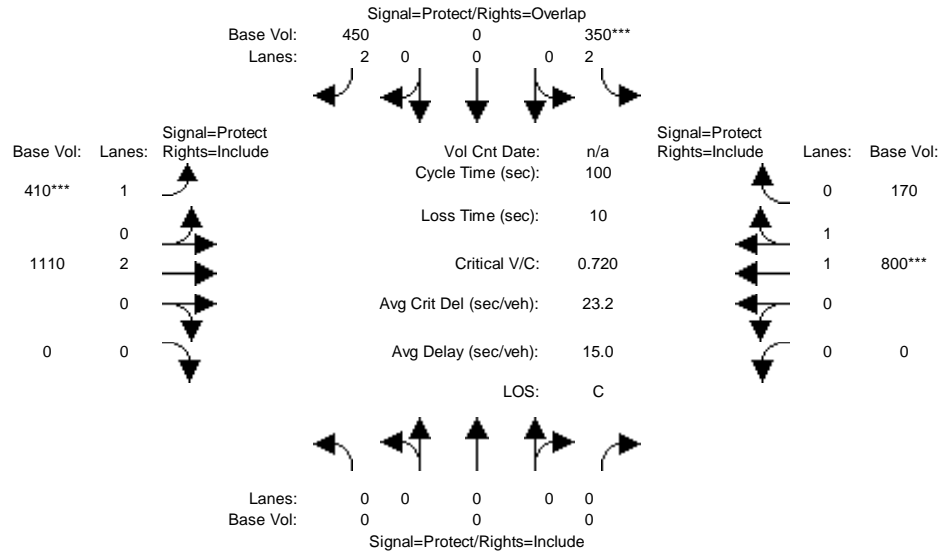 Signal=Protect/Rights=Overlap
Base Vol: 450 0 350***
Lanes: 2 0 0 0 2
Signal=Protect
Rights=Include
Base Vol: Lanes:
410*** 1
0
1110 2
0
0 0
Vol Cnt Date: n/a
Cycle Time (sec): 100
Loss Time (sec): 10
Critical V/C: 0.720
Avg Crit Del (sec/veh): 23.2
Avg Delay (sec/veh): 15.0
LOS: C
Signal=Protect
Rights=Include
Lanes: Base Vol:
0 170
1
1 800***
0
0 0
Lanes: 0 0 0 0 0
Base Vol: 0 0 0
Signal=Protect/Rights=Include